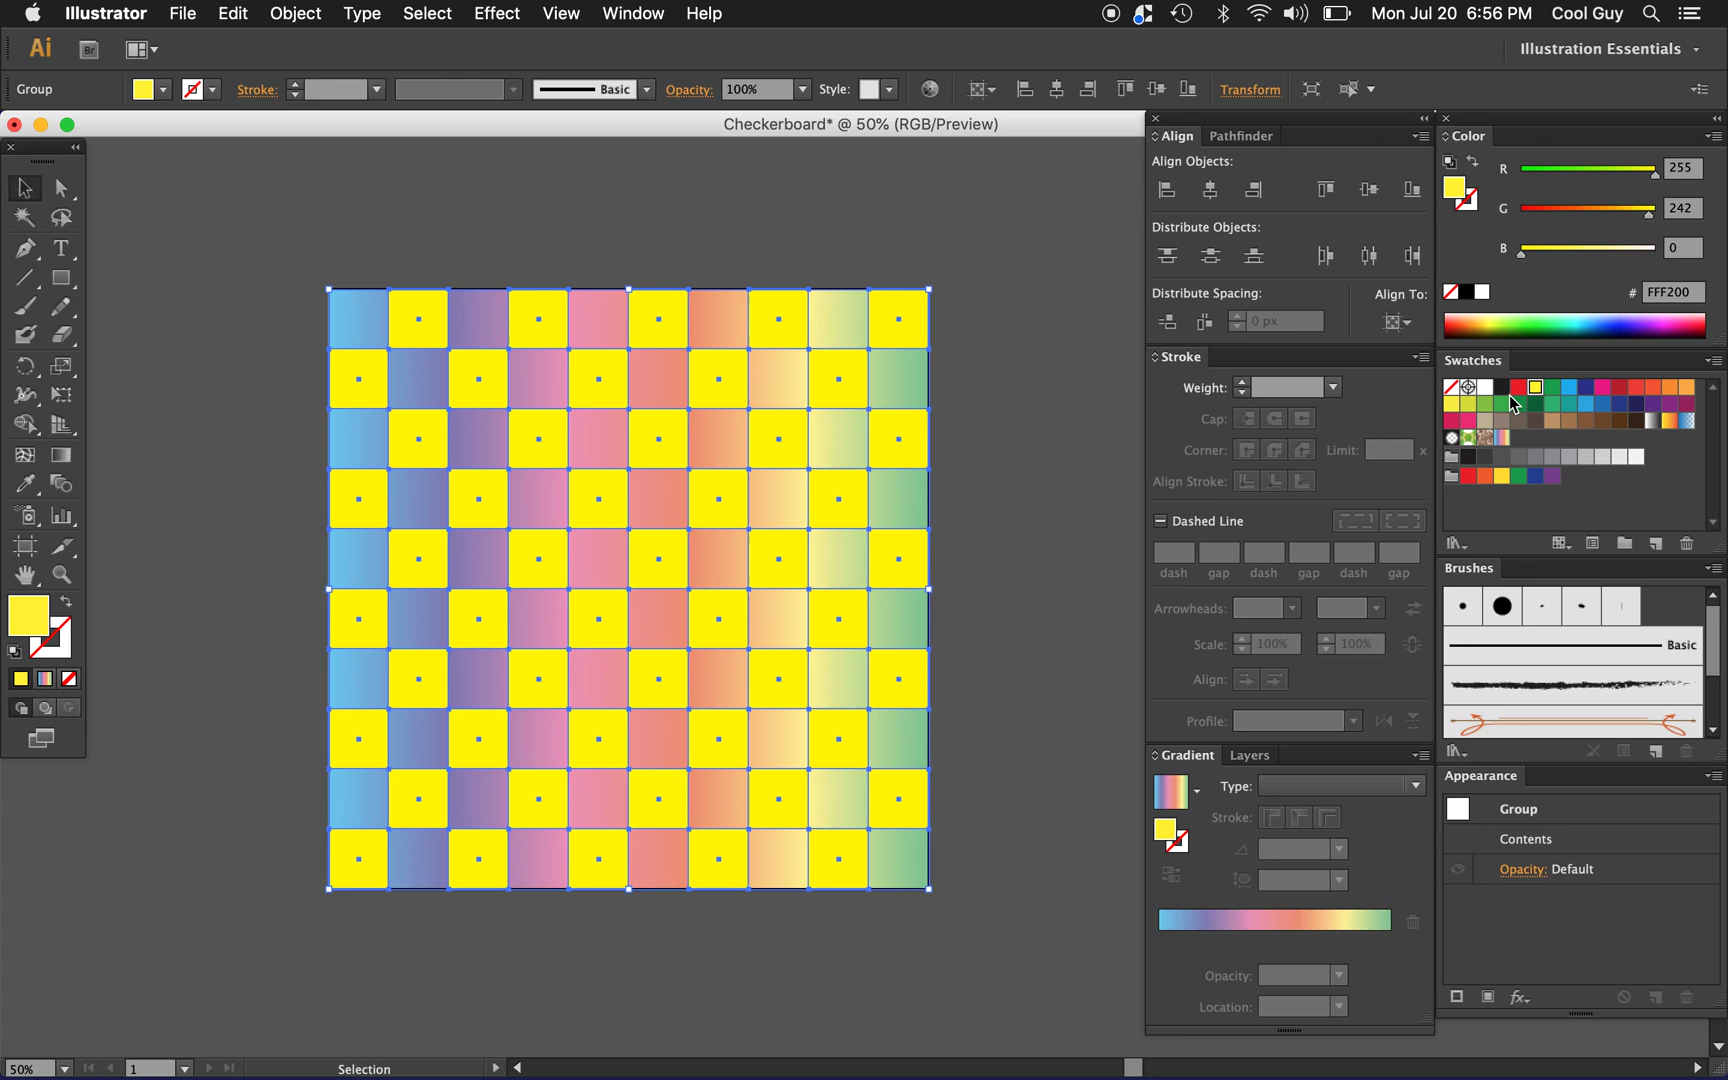 Illustrator File Edit Object Type Select Effect View Window Help Mon Jul 20 6:56 PM Cool Guy
Ai Br Illustration Essentials
Group Stroke: Basic Opacity: 100% Style: Transform
Checkerboard* @ 50% (RGB/Preview)
Align Pathfinder
Align Objects:
Distribute Objects:
Distribute Spacing: Align To:
0 px
Stroke
Weight:
Cap:
Corner: Limit: x
Align Stroke:
Dashed Line
dash gap dash gap dash gap
Arrowheads:
Scale: 100% 100%
Align:
Profile:
Gradient Layers
Type:
Stroke:
Opacity:
Location:
Color
R 255
G 242
B 0
# FFF200
Swatches
Brushes
Basic
Appearance
Group
Contents
Opacity: Default
fx
T
50% 1 Selection